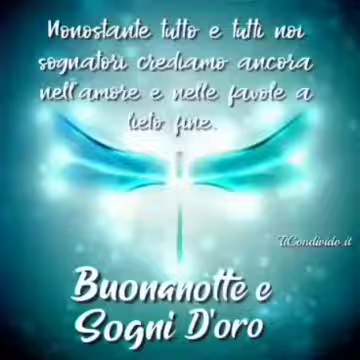 Nonostante tutto e tutti noi
sognatori crediamo ancora
nell'amore e nelle favole a
lieto fine.
TiCondivido.it
Buonanotte e
Sogni D'oro